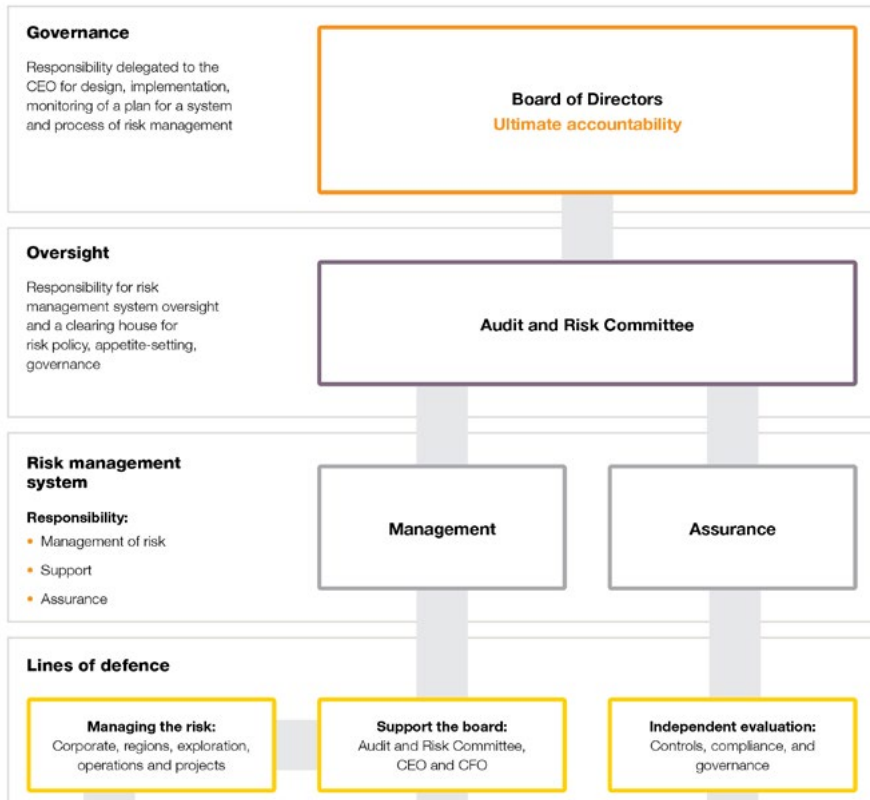 Governance
Responsibility delegated to the
CEO for design, implementation,
monitoring of a plan for a system
and process of risk management
Board of Directors
Ultimate accountability
Oversight
Responsibility for risk
management system oversight
and a clearing house for
risk policy, appetite-setting,
governance
Audit and Risk Committee
Risk management
system
Responsibility:
• Management of risk
• Support
• Assurance
Management
Assurance
Lines of defence
Managing the risk:
Corporate, regions, exploration,
operations and projects
Support the board:
Audit and Risk Committee,
CEO and CFO
Independent evaluation:
Controls, compliance, and
governance